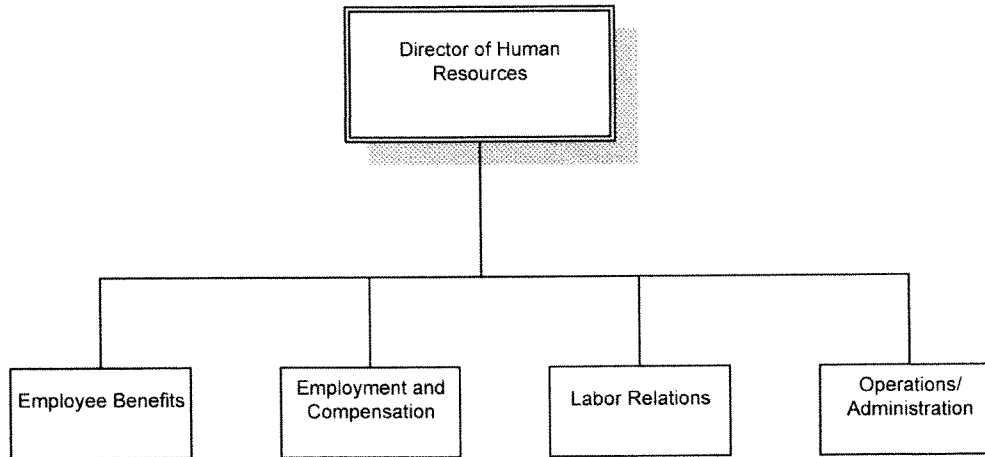 Director of Human
Resources
Employee Benefits
Employment and
Compensation
Labor Relations
Operations/
Administration